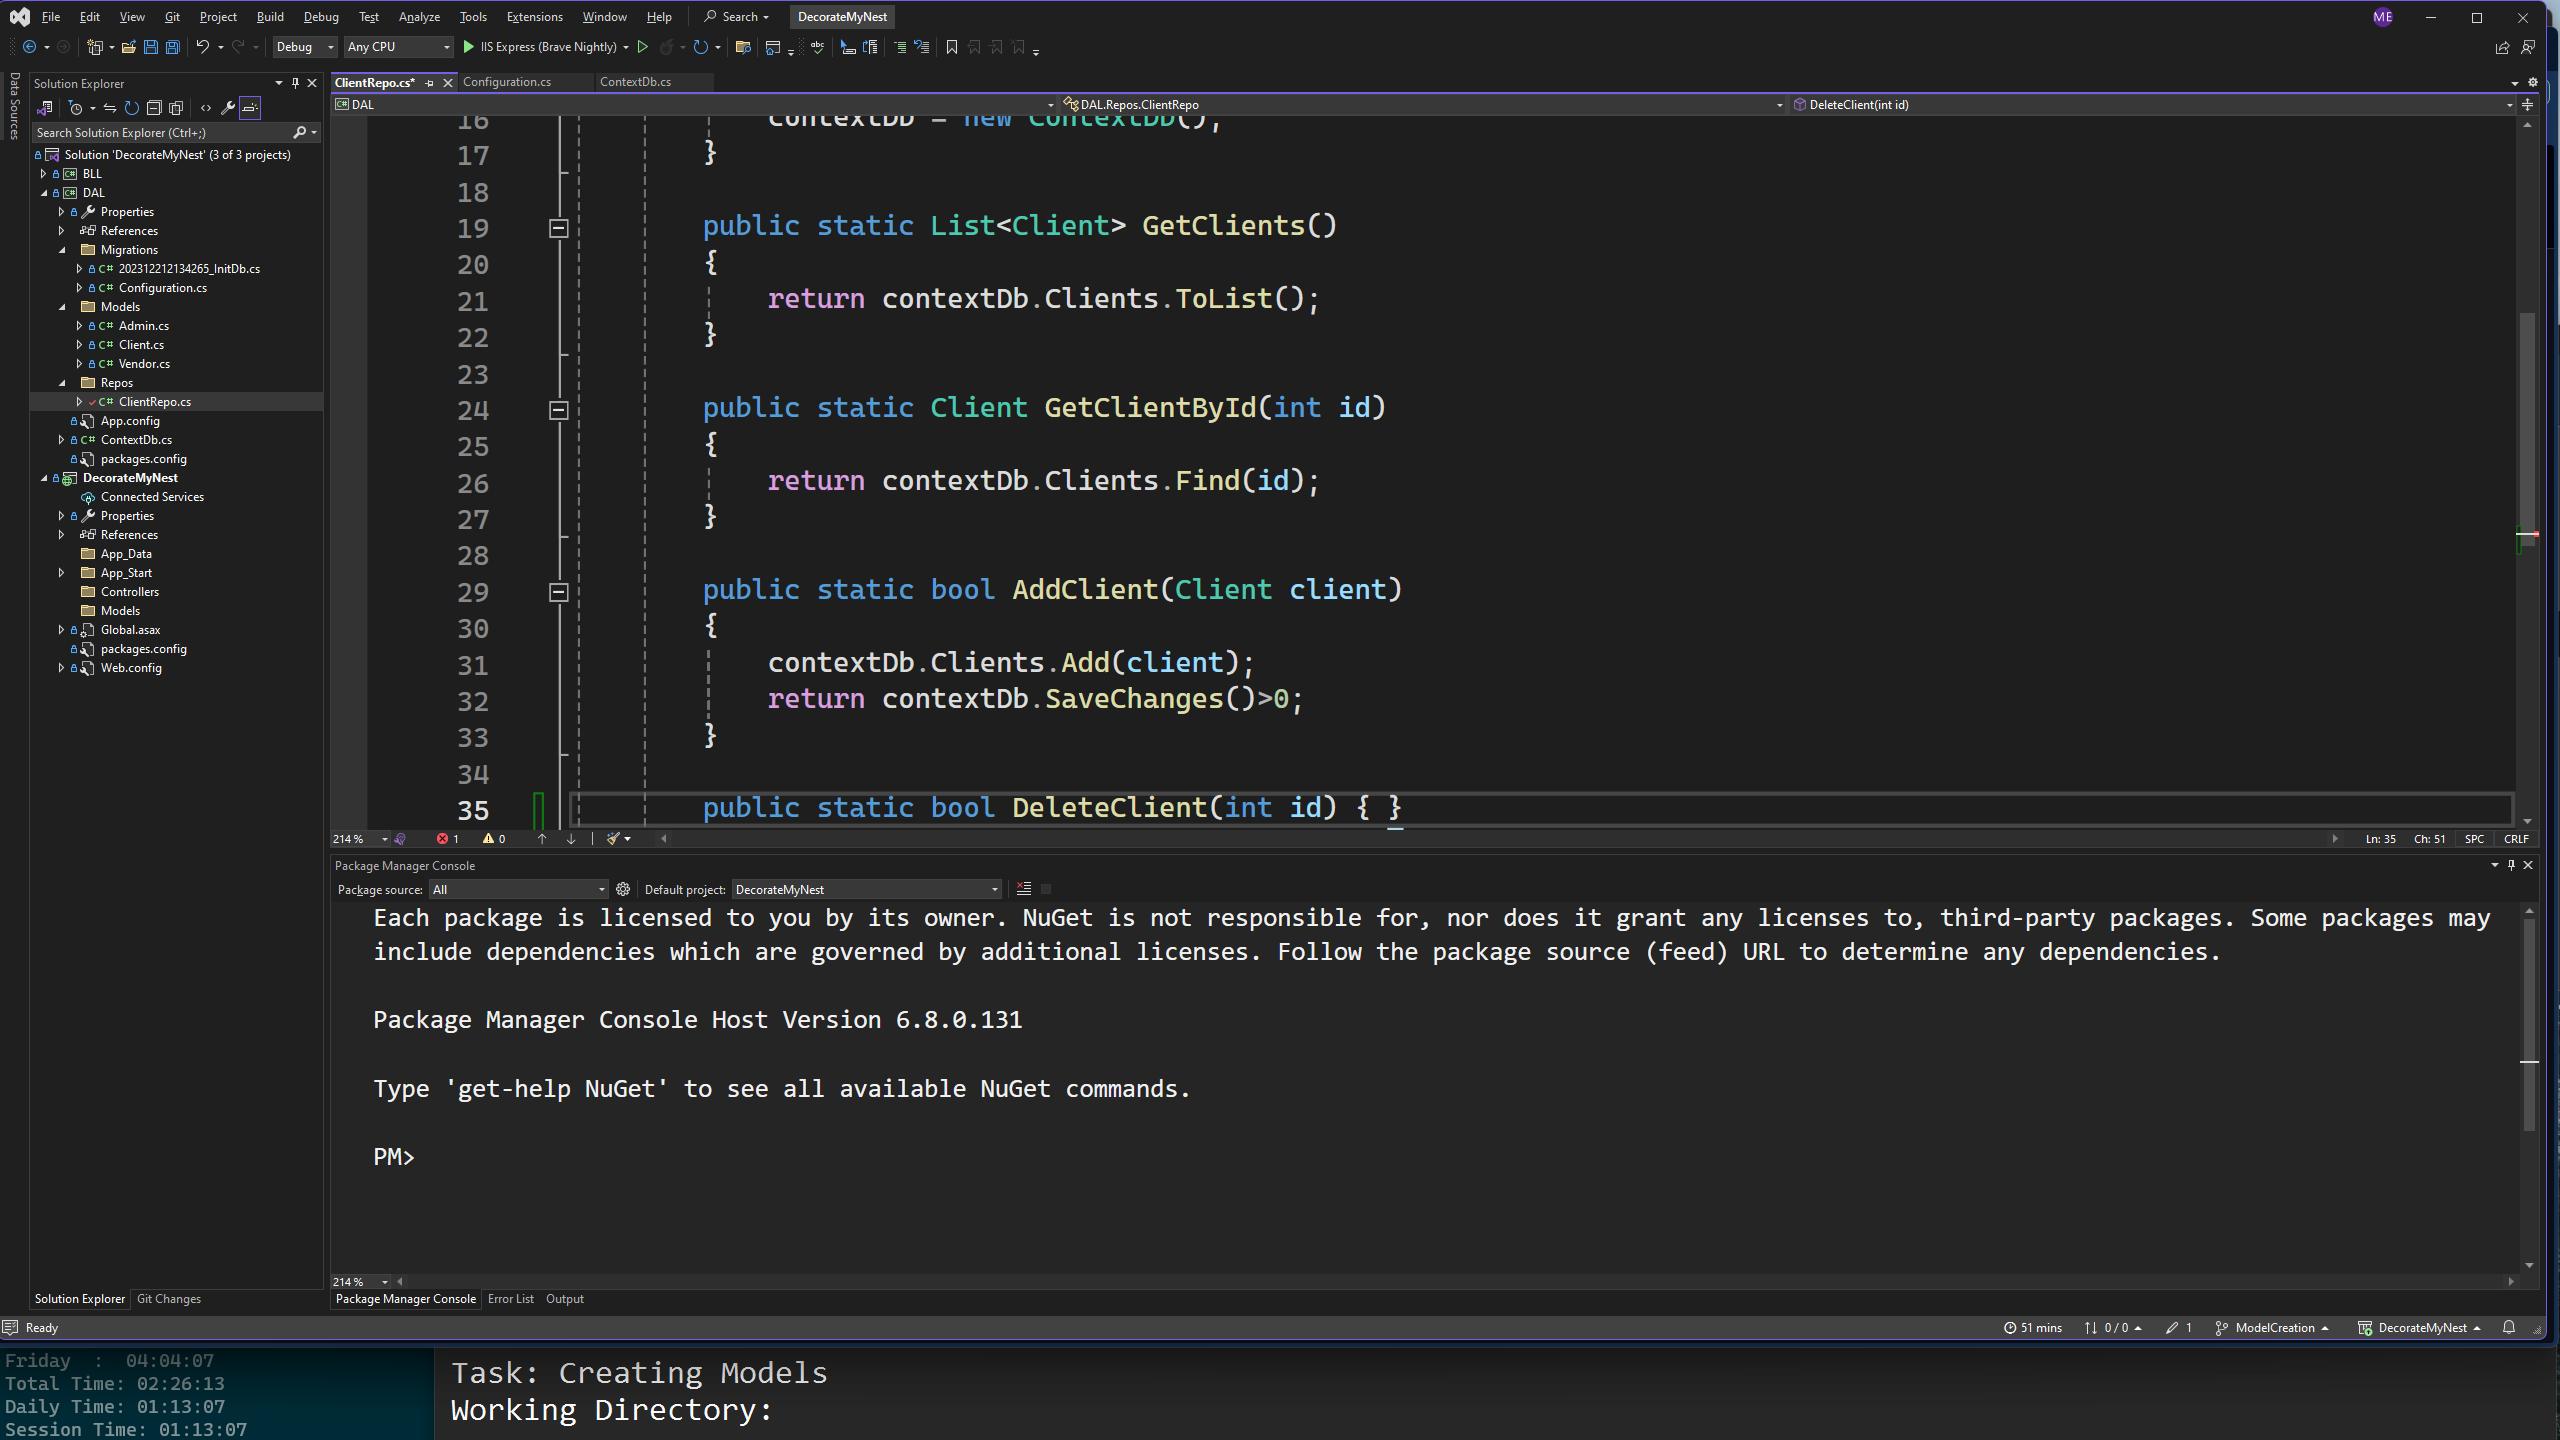 File Edit View Git Project Build Debug Test Analyze Tools Extensions Window Help Search DecorateMyNest ME
Debug Any CPU IIS Express (Brave Nightly)
Data Sources
Solution Explorer
Search Solution Explorer (Ctrl+;)
Solution 'DecorateMyNest' (3 of 3 projects)
BLL
DAL
Properties
References
Migrations
C# 202312212134265_InitDb.cs
C# Configuration.cs
Models
C# Admin.cs
C# Client.cs
C# Vendor.cs
Repos
C# ClientRepo.cs
App.config
C# ContextDb.cs
packages.config
DecorateMyNest
Connected Services
Properties
References
App_Data
App_Start
Controllers
Models
Global.asax
packages.config
Web.config
Solution Explorer Git Changes
ClientRepo.cs* Configuration.cs ContextDb.cs
C# DAL DAL.Repos.ClientRepo DeleteClient(int id)
16 contextDb = new ContextDb();
17 }
18
19 public static List<Client> GetClients()
20 {
21 return contextDb.Clients.ToList();
22 }
23
24 public static Client GetClientById(int id)
25 {
26 return contextDb.Clients.Find(id);
27 }
28
29 public static bool AddClient(Client client)
30 {
31 contextDb.Clients.Add(client);
32 return contextDb.SaveChanges()>0;
33 }
34
35 public static bool DeleteClient(int id) { }
214 % 1 0 Ln: 35 Ch: 51 SPC CRLF
Package Manager Console
Package source: All Default project: DecorateMyNest
Each package is licensed to you by its owner. NuGet is not responsible for, nor does it grant any licenses to, third-party packages. Some packages may
include dependencies which are governed by additional licenses. Follow the package source (feed) URL to determine any dependencies.
Package Manager Console Host Version 6.8.0.131
Type 'get-help NuGet' to see all available NuGet commands.
PM>
214 %
Package Manager Console Error List Output
Ready 51 mins 0 / 0 1 ModelCreation DecorateMyNest
Friday : 04:04:07
Total Time: 02:26:13
Daily Time: 01:13:07
Session Time: 01:13:07
Task: Creating Models
Working Directory: